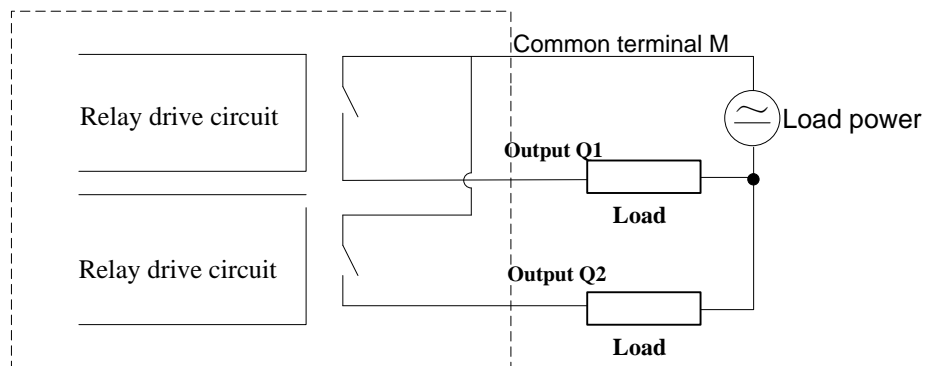 Common terminal M
Relay drive circuit
Load power
Output Q1
Load
Relay drive circuit
Output Q2
Load